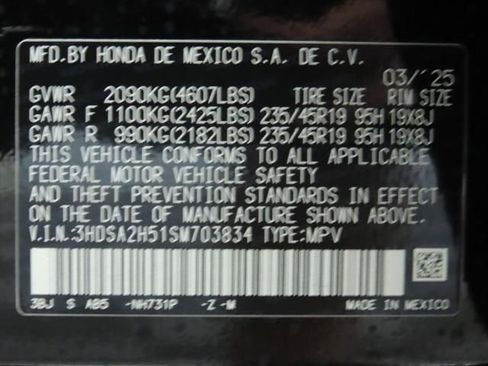 MFD.BY HONDA DE MEXICO S.A. DE C.V.
03/'25
GVWR 2090KG(4607LBS) TIRE SIZE RIM SIZE
GAWR F 1100KG(2425LBS) 235/45R19 95H 19X8J
GAWR R 990KG(2182LBS) 235/45R19 95H 19X8J
THIS VEHICLE CONFORMS TO ALL APPLICABLE
FEDERAL MOTOR VEHICLE SAFETY
AND THEFT PREVENTION STANDARDS IN EFFECT
ON THE DATE OF MANUFACTURE SHOWN ABOVE.
V.I.N.:3HDSA2H51SM703834 TYPE:MPV
3BJ S AB5 -NH731P -Z -M MADE IN MEXICO